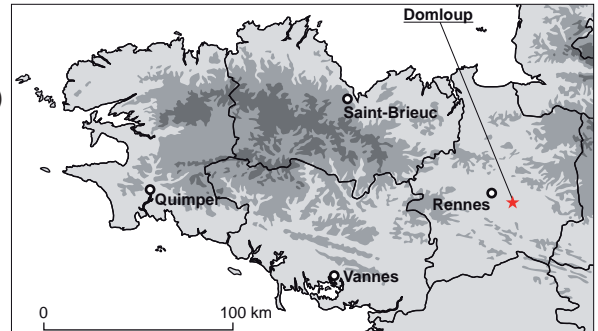 Domloup
Saint-Brieuc
Quimper
Rennes
Vannes
0 100 km